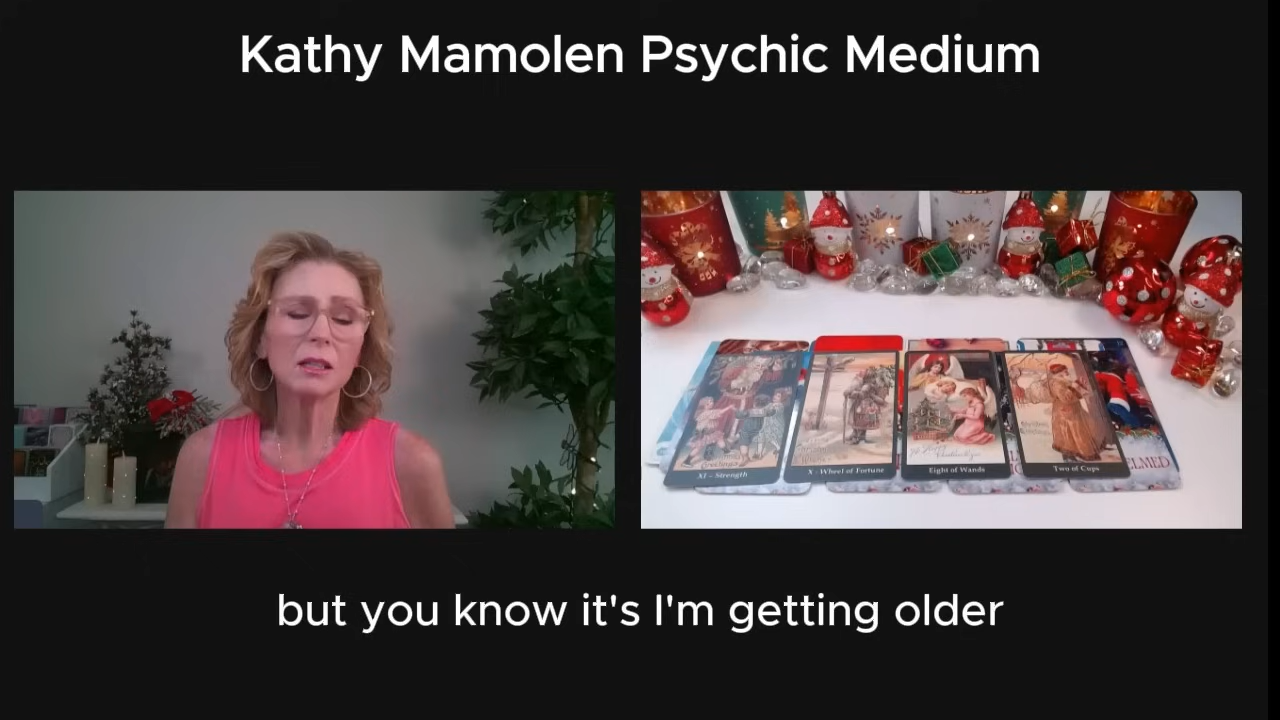 Kathy Mamolen Psychic Medium
XI - Strength
X - Wheel of Fortune
Eight of Wands
Two of Cups
ELMED
but you know it's I'm getting older